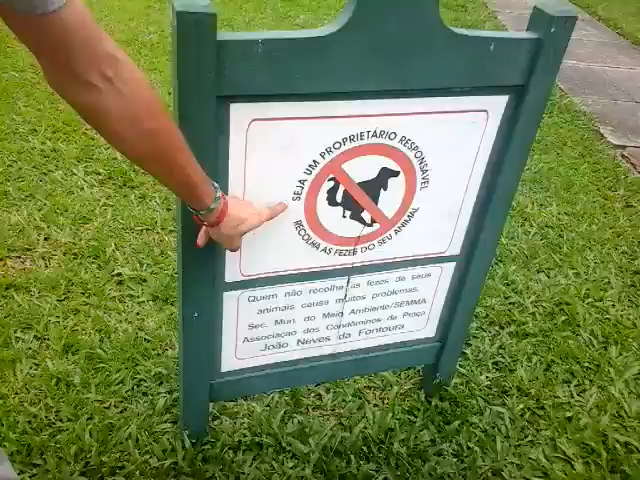 SEJA UM PROPRIETÁRIO RESPONSÁVEL
RECOLHA AS FEZES DO SEU ANIMAL
Quem não recolhe as fezes de seus
animais causa muitos problemas.
Sec. Mun. do Meio Ambiente/SEMMA
Associação dos Condôminos da Praça
João Neves da Fontoura